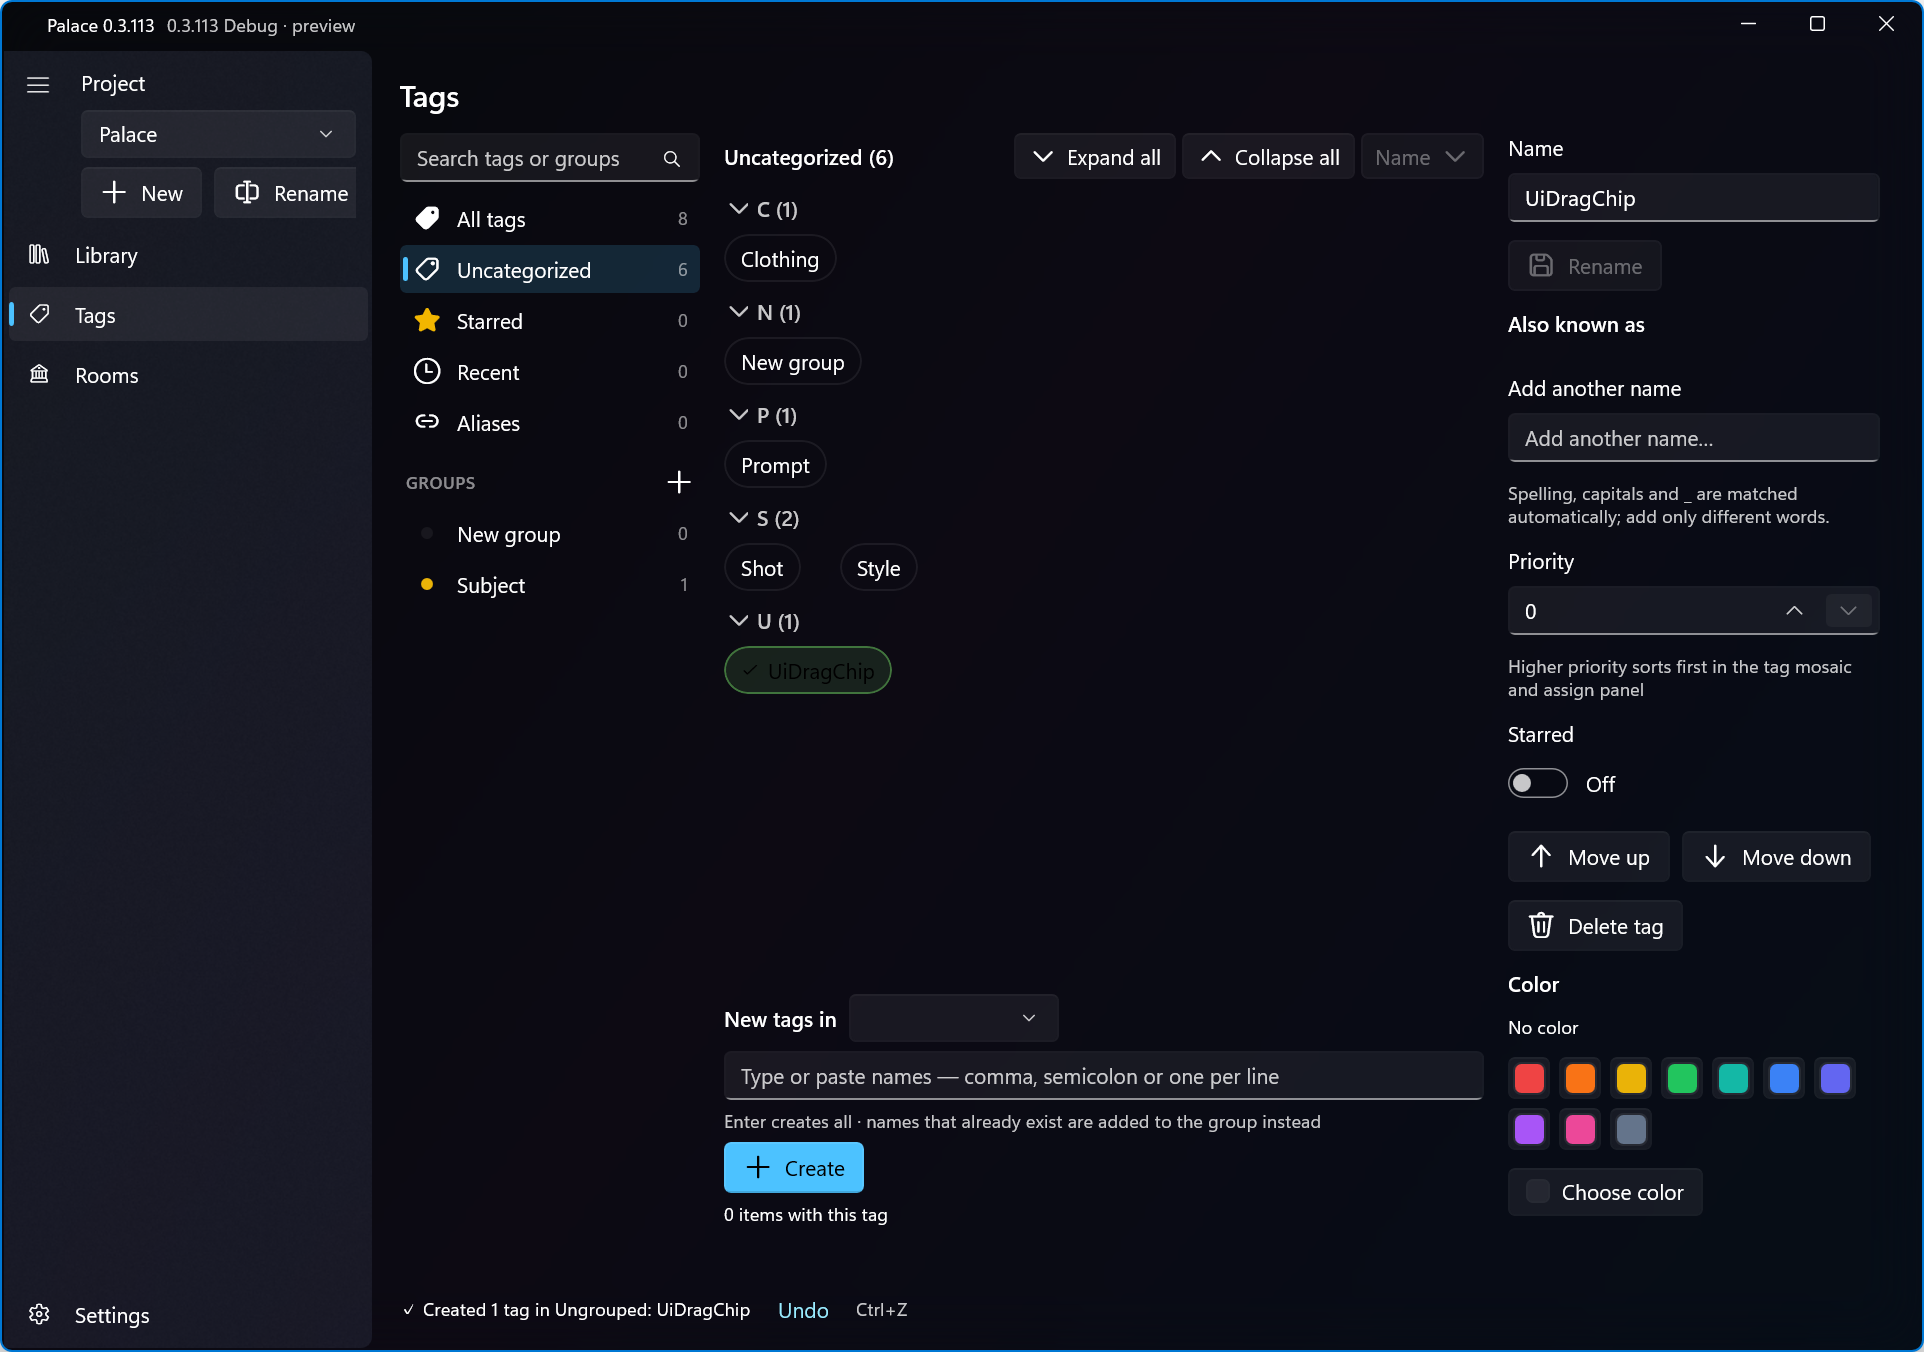 Palace 0.3.113 0.3.113 Debug · preview
Project
Palace
New
Rename
Library
Tags
Rooms
Settings
Tags
Search tags or groups
All tags 8
Uncategorized 6
Starred 0
Recent 0
Aliases 0
GROUPS
New group 0
Subject 1
Uncategorized (6)
Expand all
Collapse all
Name
C (1)
Clothing
N (1)
New group
P (1)
Prompt
S (2)
Shot
Style
U (1)
UiDragChip
New tags in
Type or paste names — comma, semicolon or one per line
Enter creates all · names that already exist are added to the group instead
Create
0 items with this tag
✓ Created 1 tag in Ungrouped: UiDragChip Undo Ctrl+Z
Name
UiDragChip
Rename
Also known as
Add another name
Add another name...
Spelling, capitals and _ are matched
automatically; add only different words.
Priority
0
Higher priority sorts first in the tag mosaic
and assign panel
Starred
Off
Move up
Move down
Delete tag
Color
No color
Choose color